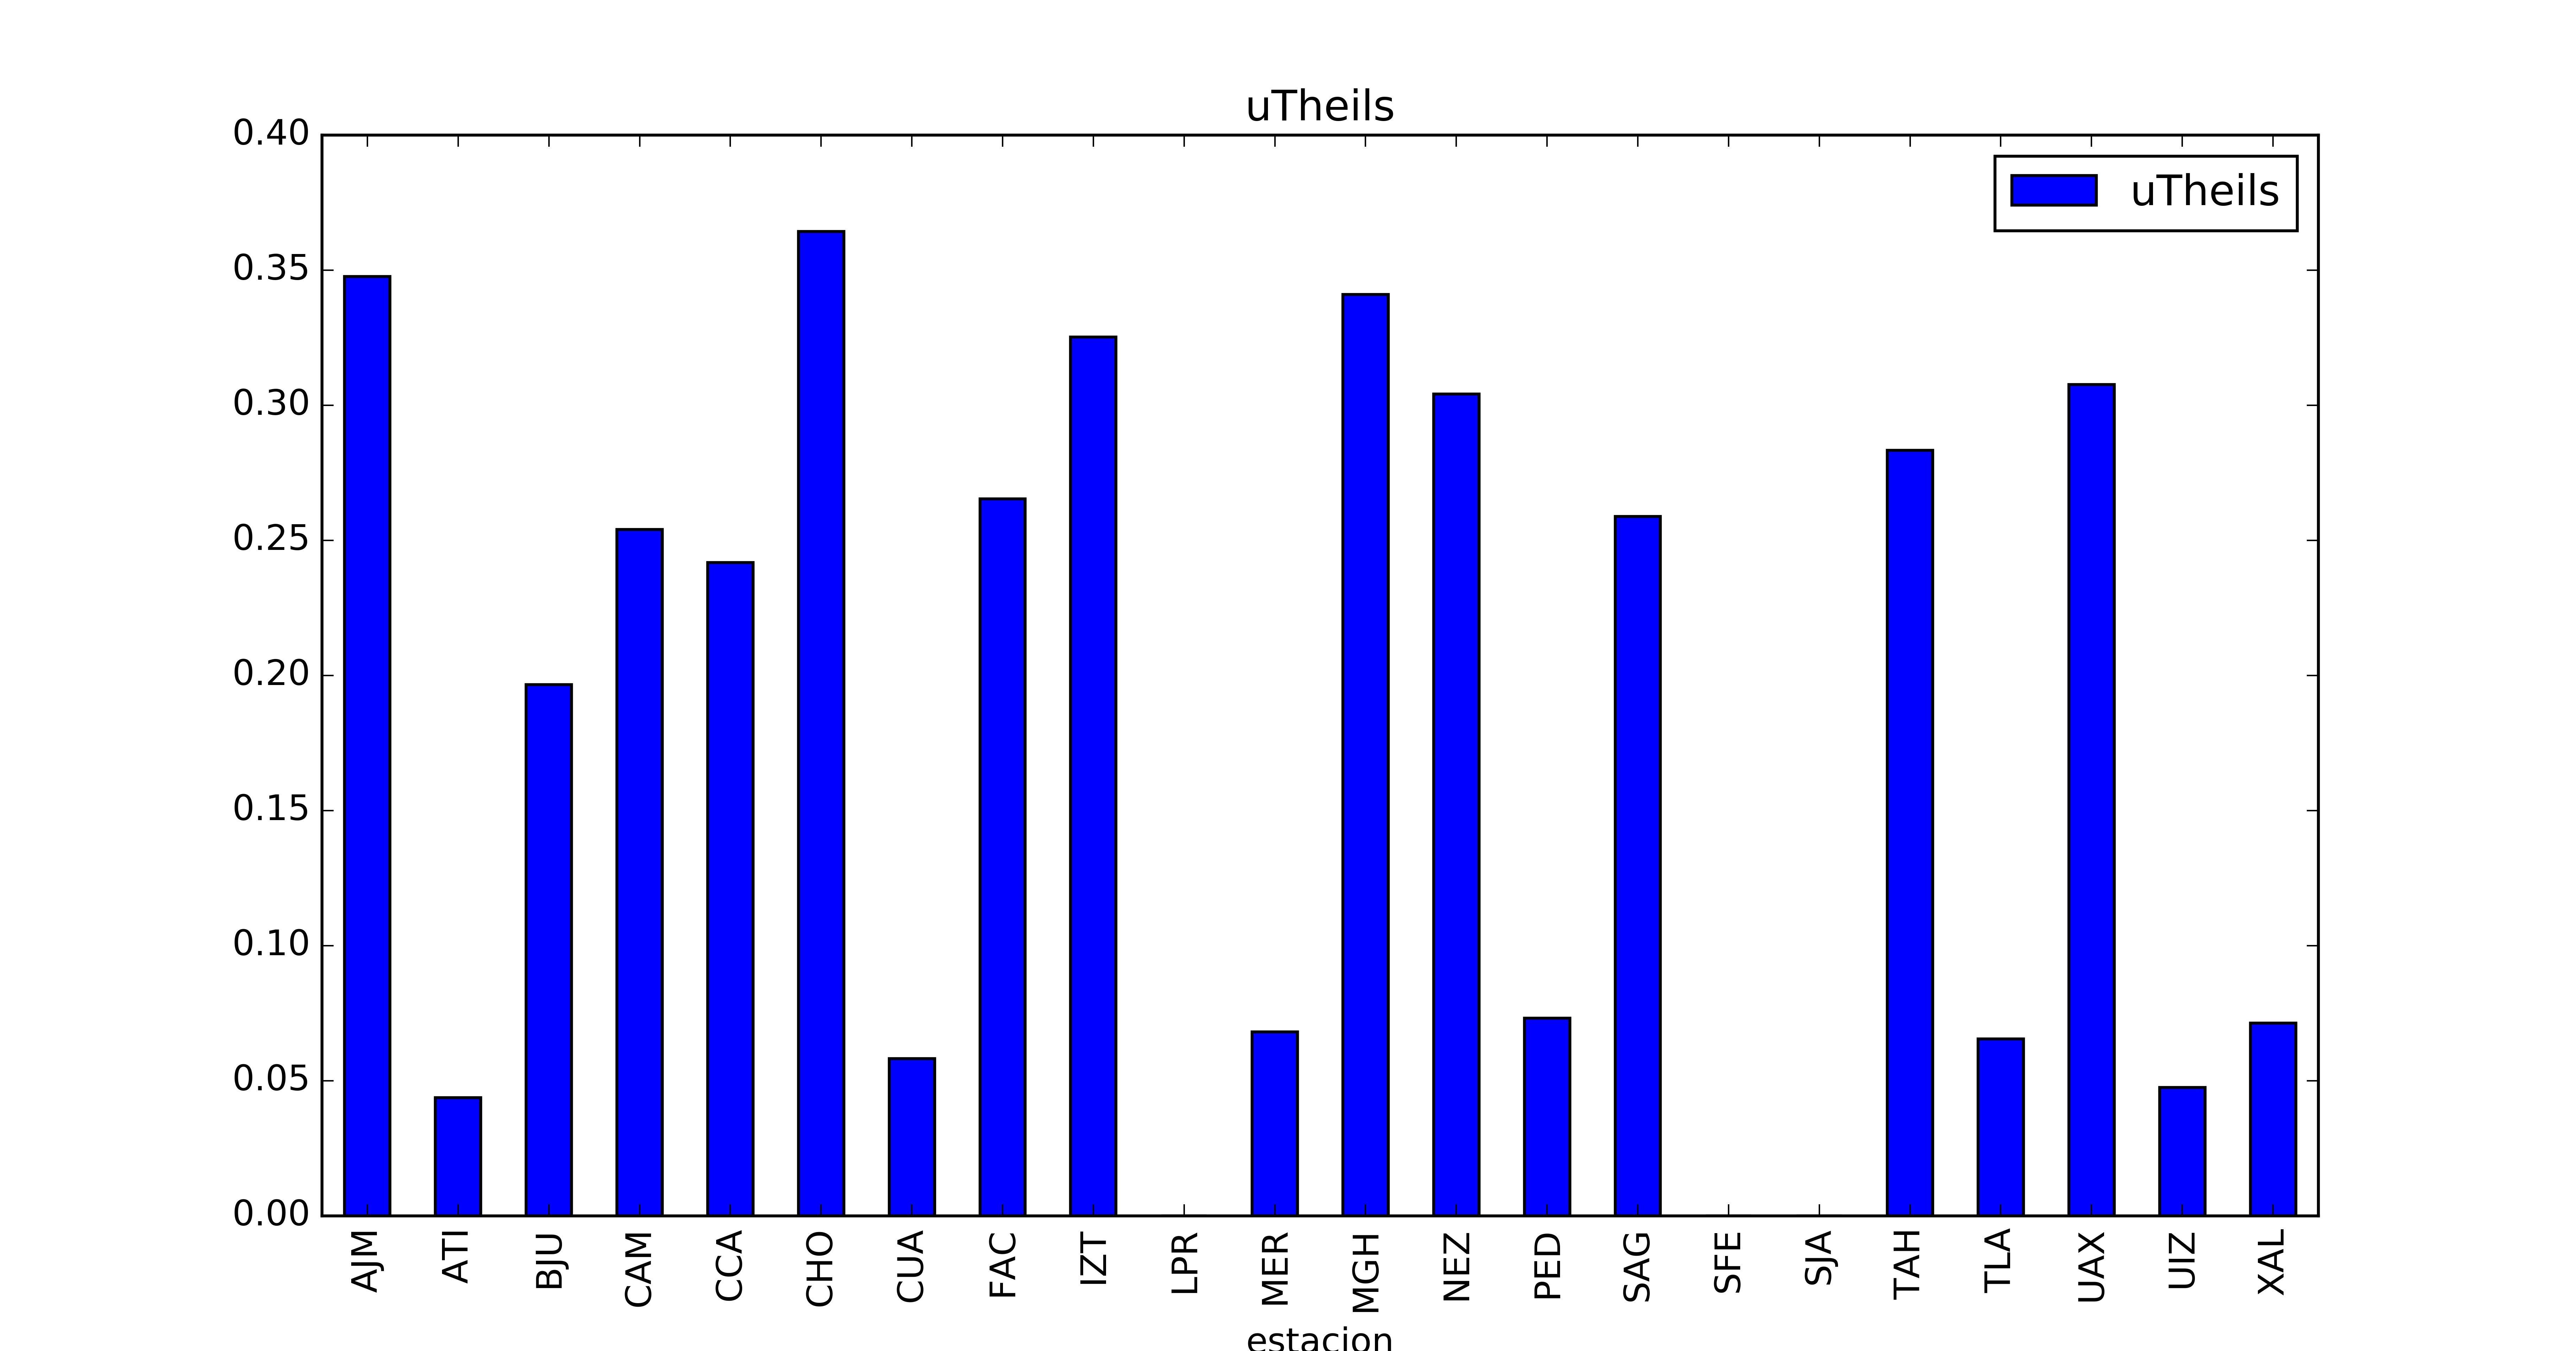 uTheils
uTheils
0.40
0.35
0.30
0.25
0.20
0.15
0.10
0.05
0.00
AJM
ATI
BJU
CAM
CCA
CHO
CUA
FAC
IZT
LPR
MER
MGH
NEZ
PED
SAG
SFE
SJA
TAH
TLA
UAX
UIZ
XAL
estacion